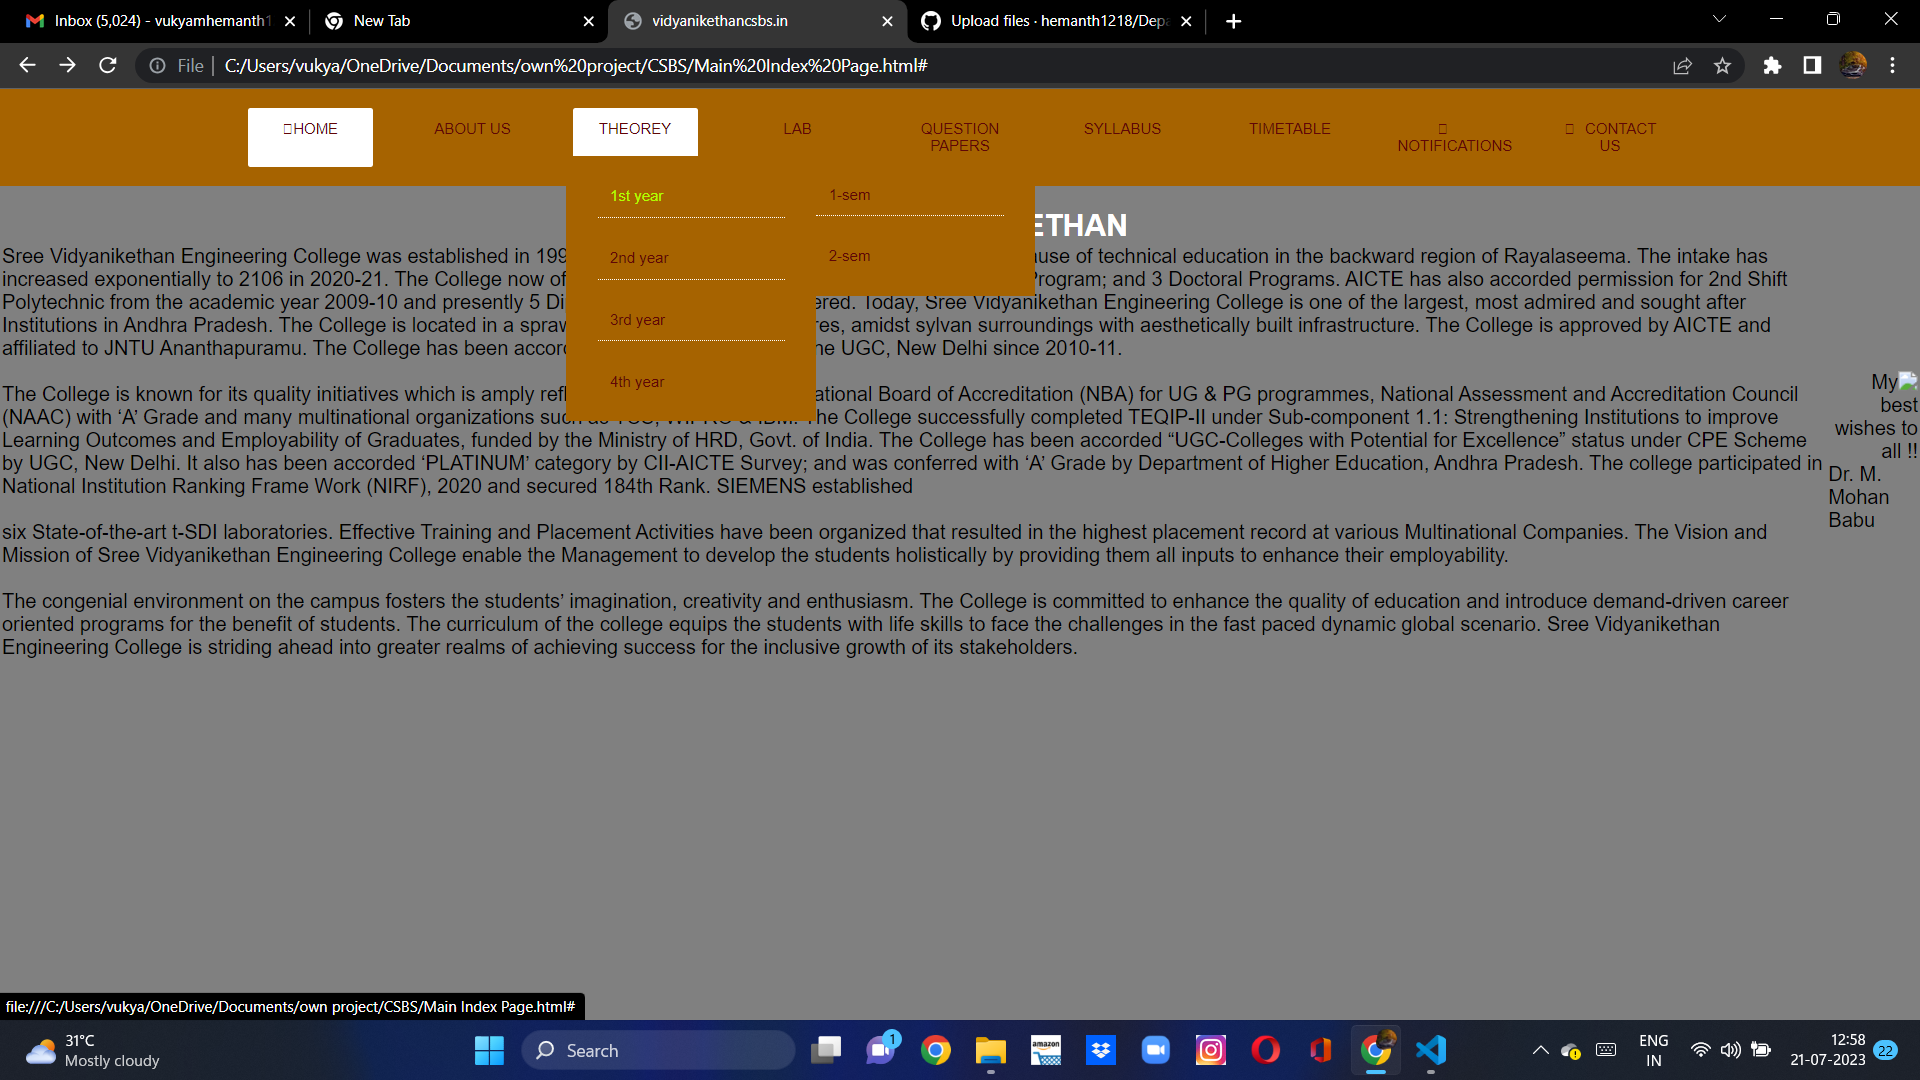 Inbox (5,024) - vukyamhemanth1
New Tab
vidyanikethancsbs.in
Upload files · hemanth1218/Depa
File
C:/Users/vukya/OneDrive/Documents/own%20project/CSBS/Main%20Index%20Page.html#
HOME
ABOUT US
THEOREY
LAB
QUESTION
PAPERS
SYLLABUS
TIMETABLE
NOTIFICATIONS
CONTACT
US
1st year
2nd year
3rd year
4th year
1-sem
2-sem
ETHAN
Sree Vidyanikethan Engineering College was established in 199 use of technical education in the backward region of Rayalaseema. The intake has
increased exponentially to 2106 in 2020-21. The College now of Program; and 3 Doctoral Programs. AICTE has also accorded permission for 2nd Shift
Polytechnic from the academic year 2009-10 and presently 5 Di ered. Today, Sree Vidyanikethan Engineering College is one of the largest, most admired and sought after
Institutions in Andhra Pradesh. The College is located in a spraw res, amidst sylvan surroundings with aesthetically built infrastructure. The College is approved by AICTE and
affiliated to JNTU Ananthapuramu. The College has been accor he UGC, New Delhi since 2010-11.
The College is known for its quality initiatives which is amply refl ational Board of Accreditation (NBA) for UG & PG programmes, National Assessment and Accreditation Council
(NAAC) with ‘A’ Grade and many multinational organizations suc The College successfully completed TEQIP-II under Sub-component 1.1: Strengthening Institutions to improve
Learning Outcomes and Employability of Graduates, funded by the Ministry of HRD, Govt. of India. The College has been accorded “UGC-Colleges with Potential for Excellence” status under CPE Scheme
by UGC, New Delhi. It also has been accorded ‘PLATINUM’ category by CII-AICTE Survey; and was conferred with ‘A’ Grade by Department of Higher Education, Andhra Pradesh. The college participated in
National Institution Ranking Frame Work (NIRF), 2020 and secured 184th Rank. SIEMENS established
six State-of-the-art t-SDI laboratories. Effective Training and Placement Activities have been organized that resulted in the highest placement record at various Multinational Companies. The Vision and
Mission of Sree Vidyanikethan Engineering College enable the Management to develop the students holistically by providing them all inputs to enhance their employability.
The congenial environment on the campus fosters the students’ imagination, creativity and enthusiasm. The College is committed to enhance the quality of education and introduce demand-driven career
oriented programs for the benefit of students. The curriculum of the college equips the students with life skills to face the challenges in the fast paced dynamic global scenario. Sree Vidyanikethan
Engineering College is striding ahead into greater realms of achieving success for the inclusive growth of its stakeholders.
My
best
wishes to
all !!
Dr. M.
Mohan
Babu
file:///C:/Users/vukya/OneDrive/Documents/own project/CSBS/Main Index Page.html#
31°C
Mostly cloudy
Search
1
amazon
ENG
IN
12:58
21-07-2023
22